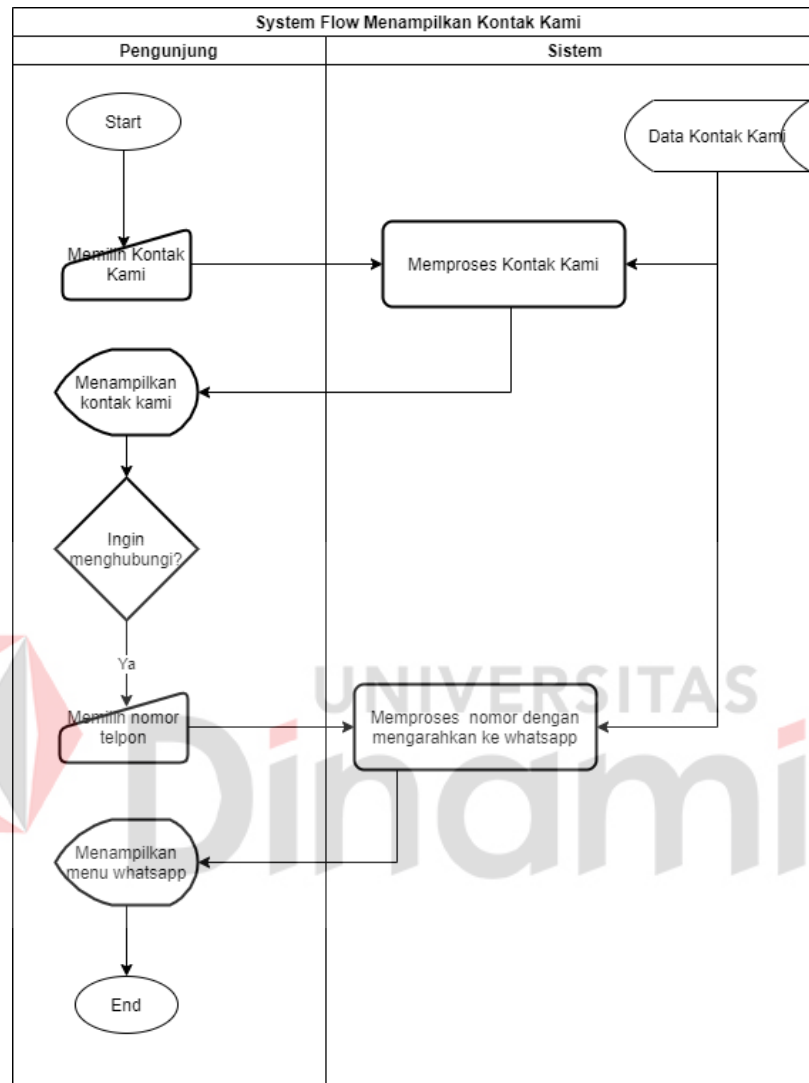 System Flow Menampilkan Kontak Kami
Pengunjung
Sistem
Start
Data Kontak Kami
Memilih Kontak
Kami
Memproses Kontak Kami
Menampilkan
kontak kami
Ingin
menghubungi?
Ya
UNIVERSITAS
Memilih nomor
telpon
Memproses nomor dengan
mengarahkan ke whatsapp
Dinami
Menampilkan
menu whatsapp
End